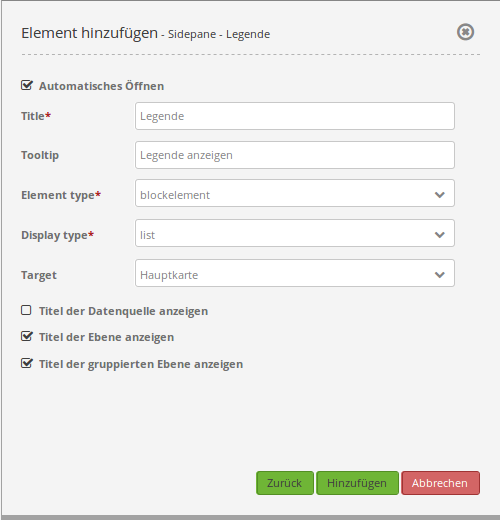 Element hinzufügen - Sidepane - Legende
Automatisches Öffnen
Title* Legende
Tooltip Legende anzeigen
Element type* blockelement
Display type* list
Target Hauptkarte
Titel der Datenquelle anzeigen
Titel der Ebene anzeigen
Titel der gruppierten Ebene anzeigen
Zurück Hinzufügen Abbrechen